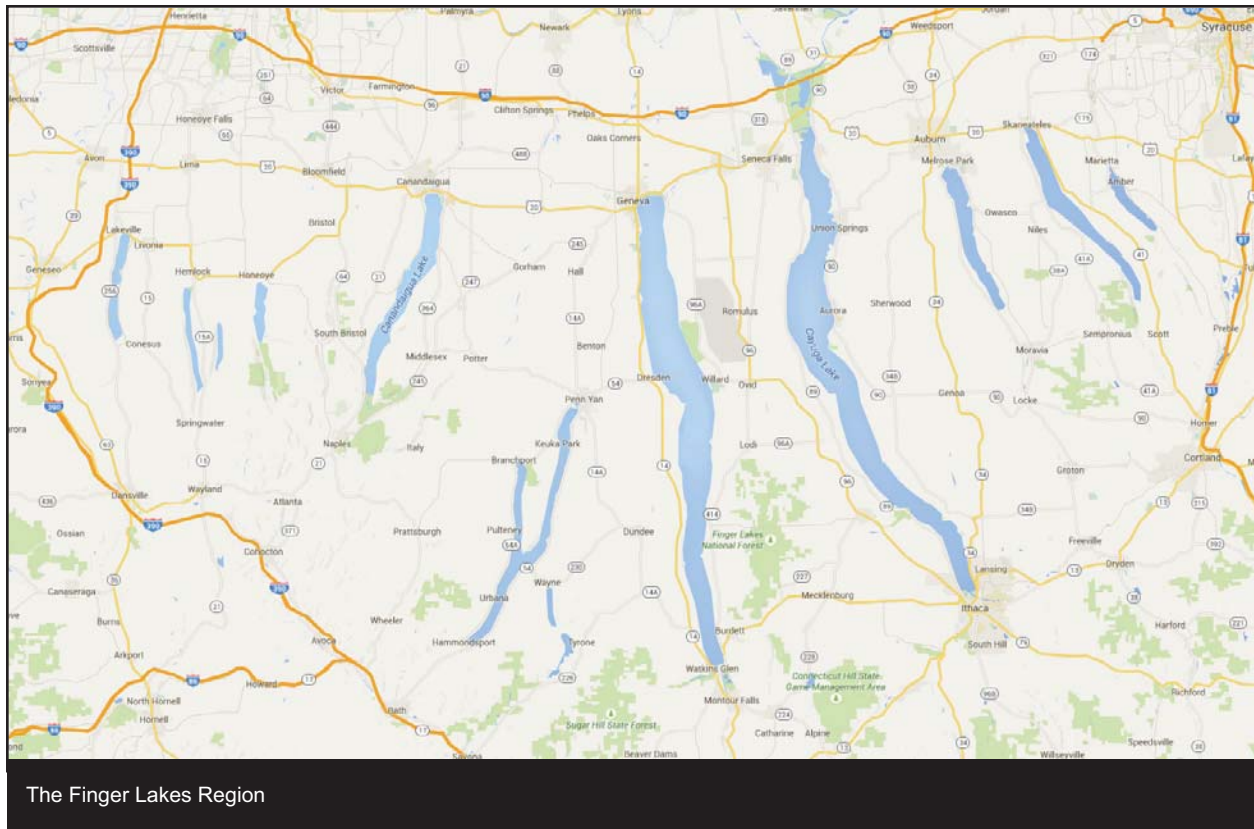 Henrietta
Palmyra
Lyons
Savannah
Jordan
Scottsville
Newark
Weedsport
Syracuse
Victor
Farmington
Clifton Springs
Phelps
Honeoye Falls
Oaks Corners
Auburn
Skaneateles
Avon
Lima
Bloomfield
Canandaigua
Seneca Falls
Melrose Park
Marietta
Amber
Geneva
Bristol
Owasco
Lakeville
Livonia
Union Springs
Niles
Geneseo
Hemlock
Honeoye
Gorham
Hall
Canandaigua Lake
Romulus
Aurora
Sherwood
South Bristol
Conesus
Middlesex
Potter
Benton
Cayuga Lake
Sempronius
Scott
Preble
Moravia
Dresden
Willard
Ovid
Genoa
Locke
Penn Yan
Springwater
Naples
Italy
Keuka Park
Branchport
Lodi
Homer
Cortland
Groton
Dansville
Wayland
Atlanta
Ossian
Prattsburgh
Pulteney
Dundee
Finger Lakes
National Forest
Freeville
Dryden
Cohocton
Lansing
Canaseraga
Wayne
Urbana
Mecklenburg
Ithaca
Harford
Burns
Wheeler
Avoca
Hammondsport
Tyrone
Burdett
South Hill
Arkport
Howard
Watkins Glen
Connecticut Hill State
Game Management Area
Montour Falls
Richford
North Hornell
Hornell
Bath
Sugar Hill State Forest
Catharine
Alpine
Savona
Beaver Dams
Willseyville
Speedsville
The Finger Lakes Region